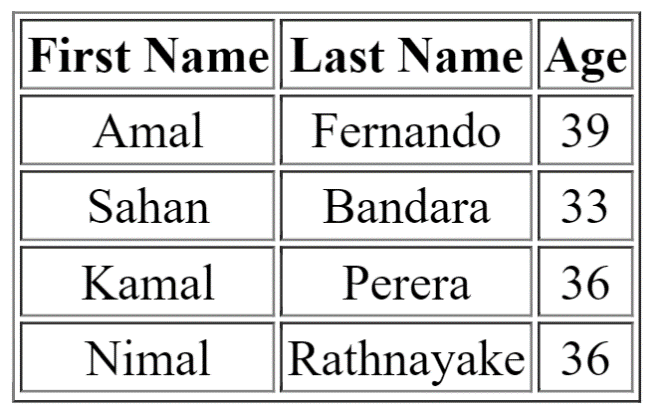 First Name Last Name Age
Amal Fernando 39
Sahan Bandara 33
Kamal Perera 36
Nimal Rathnayake 36